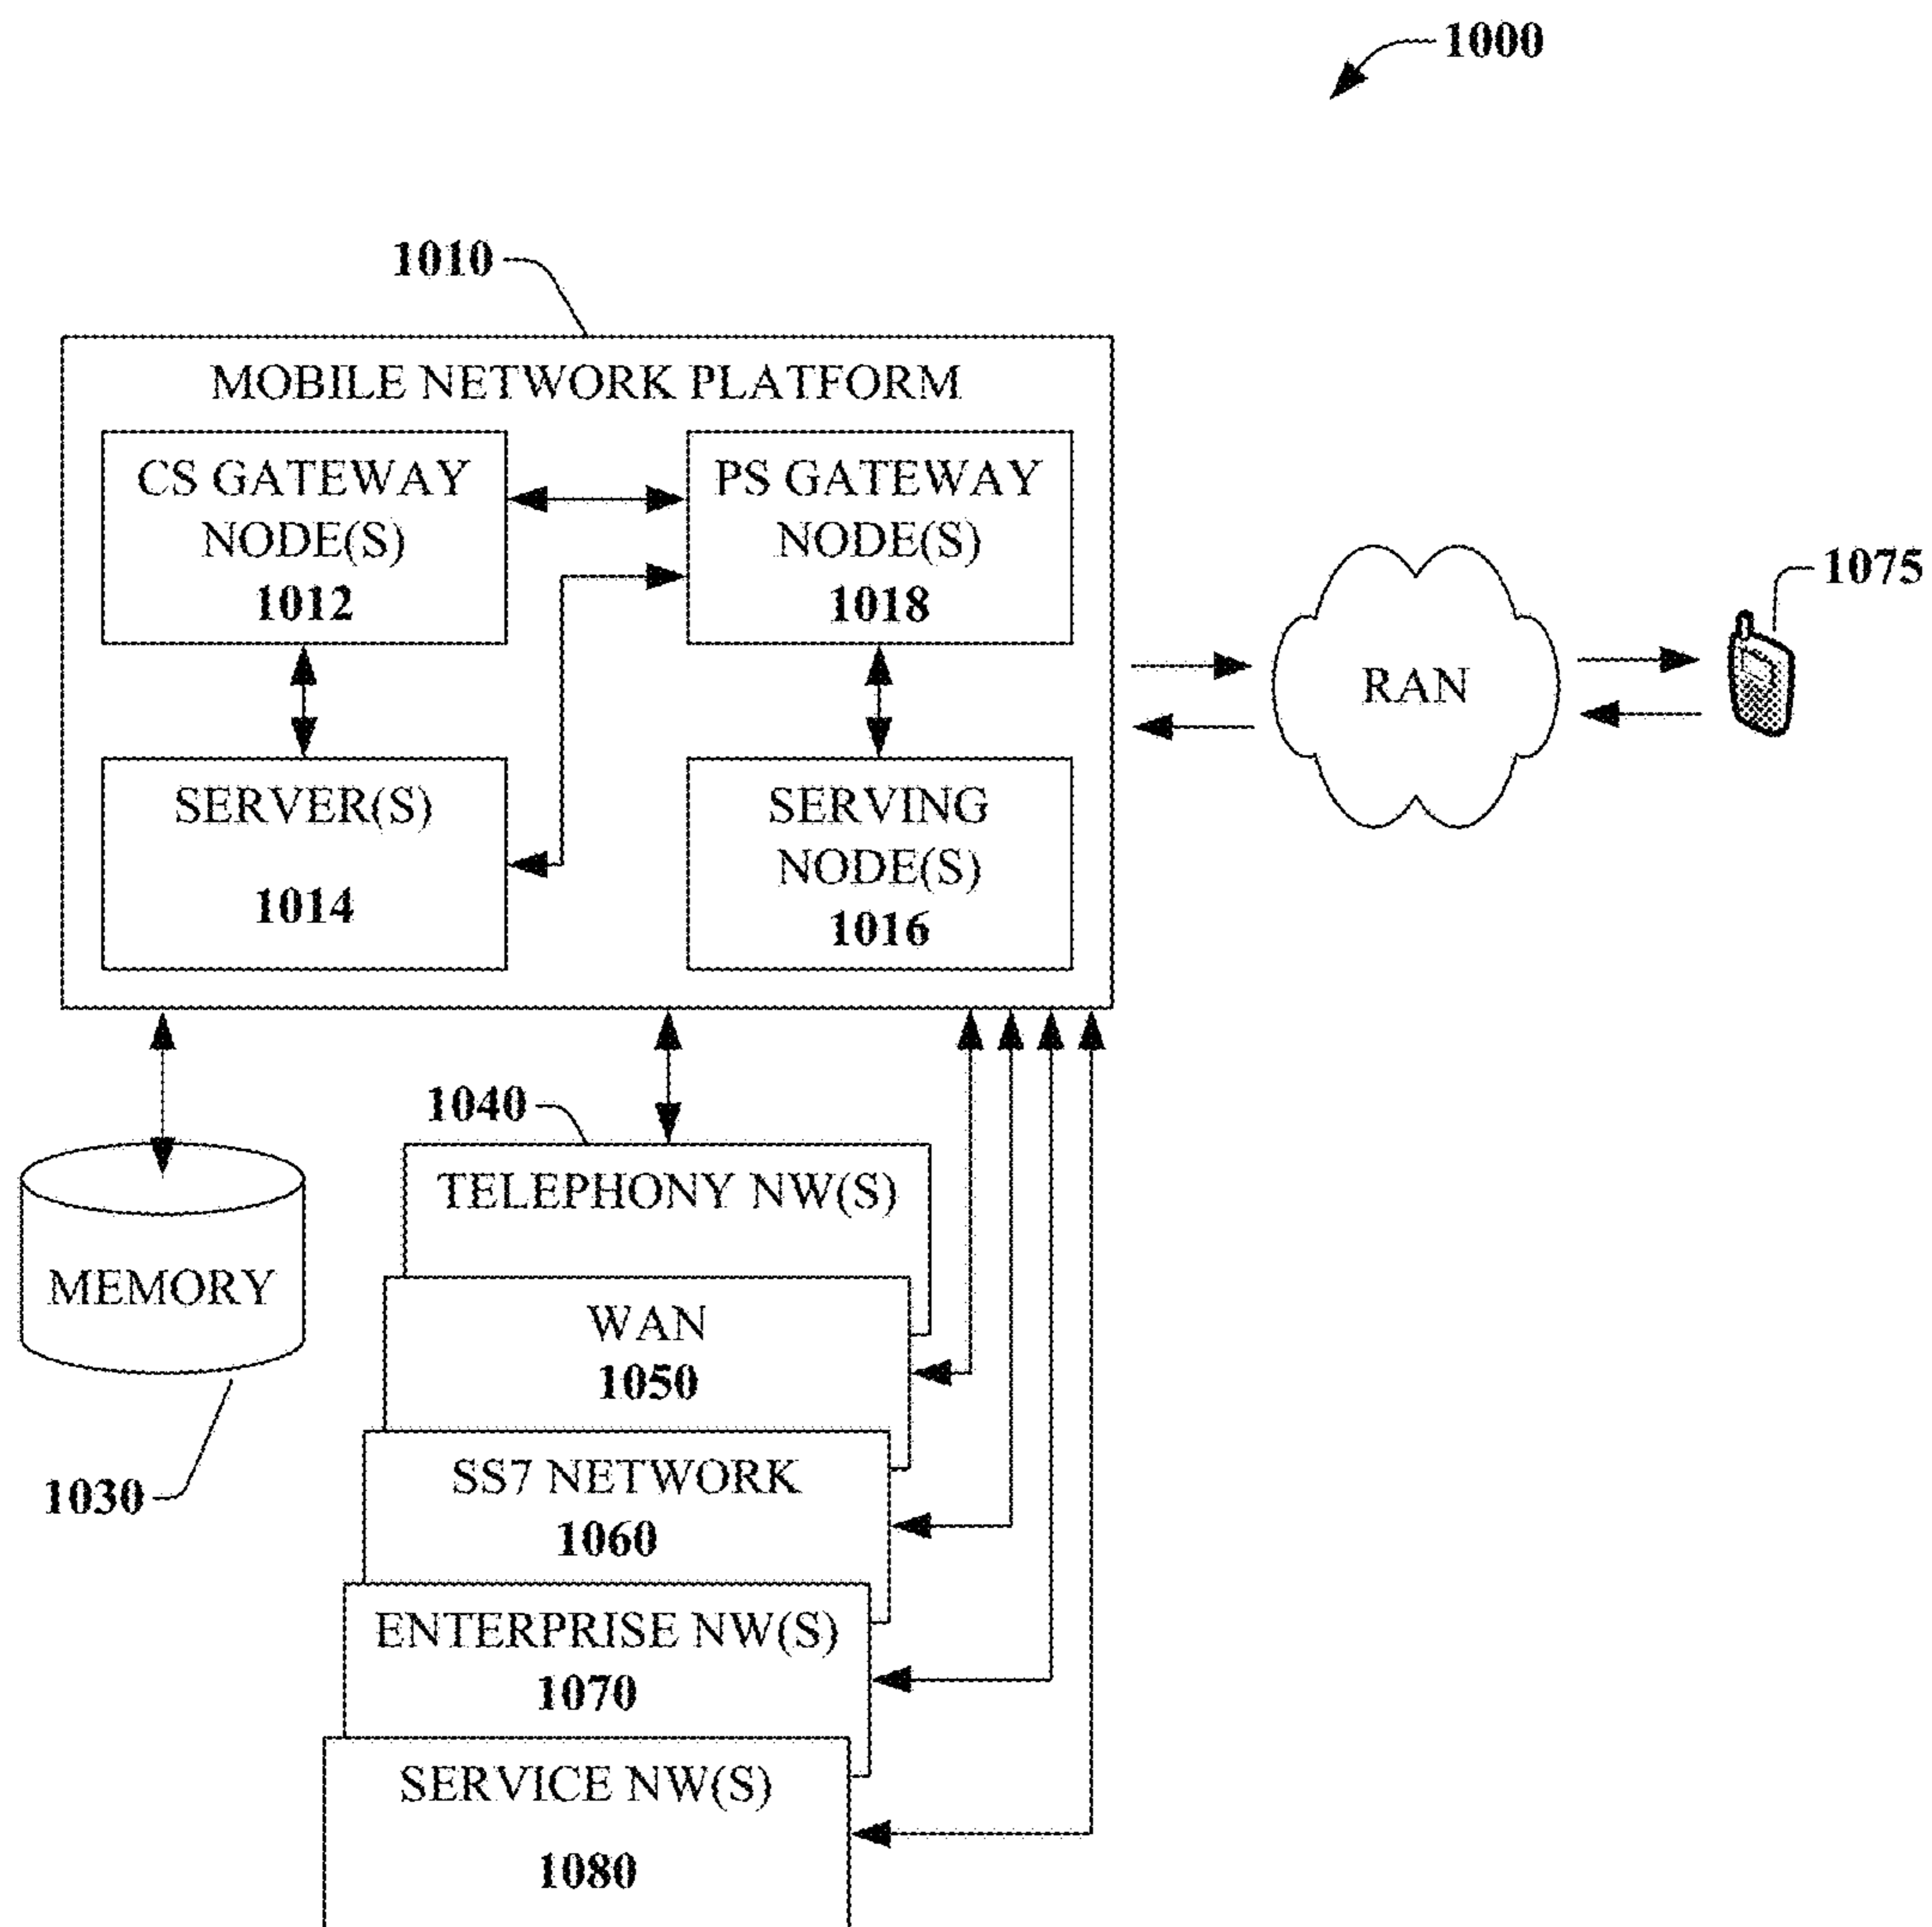 1000
1010
MOBILE NETWORK PLATFORM
CS GATEWAY
NODE(S)
1012
PS GATEWAY
NODE(S)
1018
SERVER(S)
1014
SERVING
NODE(S)
1016
RAN
1075
1040
TELEPHONY NW(S)
MEMORY
1030
WAN
1050
SS7 NETWORK
1060
ENTERPRISE NW(S)
1070
SERVICE NW(S)
1080